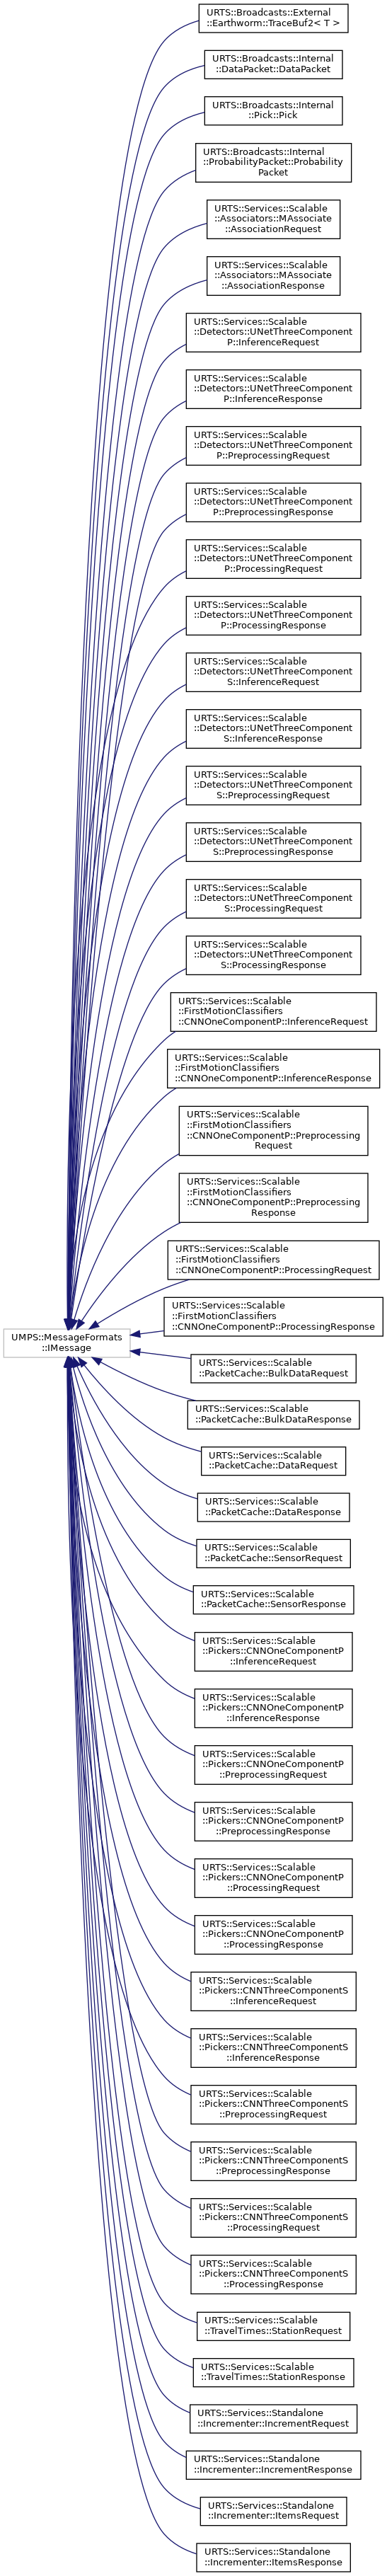 URTS::Broadcasts::External
::Earthworm::TraceBuf2< T >
URTS::Broadcasts::Internal
::DataPacket::DataPacket
URTS::Broadcasts::Internal
::Pick::Pick
URTS::Broadcasts::Internal
::ProbabilityPacket::Probability
Packet
URTS::Services::Scalable
::Associators::MAssociate
::AssociationRequest
URTS::Services::Scalable
::Associators::MAssociate
::AssociationResponse
URTS::Services::Scalable
::Detectors::UNetThreeComponent
P::InferenceRequest
URTS::Services::Scalable
::Detectors::UNetThreeComponent
P::InferenceResponse
URTS::Services::Scalable
::Detectors::UNetThreeComponent
P::PreprocessingRequest
URTS::Services::Scalable
::Detectors::UNetThreeComponent
P::PreprocessingResponse
URTS::Services::Scalable
::Detectors::UNetThreeComponent
P::ProcessingRequest
URTS::Services::Scalable
::Detectors::UNetThreeComponent
P::ProcessingResponse
URTS::Services::Scalable
::Detectors::UNetThreeComponent
S::InferenceRequest
URTS::Services::Scalable
::Detectors::UNetThreeComponent
S::InferenceResponse
URTS::Services::Scalable
::Detectors::UNetThreeComponent
S::PreprocessingRequest
URTS::Services::Scalable
::Detectors::UNetThreeComponent
S::PreprocessingResponse
URTS::Services::Scalable
::Detectors::UNetThreeComponent
S::ProcessingRequest
URTS::Services::Scalable
::Detectors::UNetThreeComponent
S::ProcessingResponse
URTS::Services::Scalable
::FirstMotionClassifiers
::CNNOneComponentP::InferenceRequest
URTS::Services::Scalable
::FirstMotionClassifiers
::CNNOneComponentP::InferenceResponse
URTS::Services::Scalable
::FirstMotionClassifiers
::CNNOneComponentP::Preprocessing
Request
URTS::Services::Scalable
::FirstMotionClassifiers
::CNNOneComponentP::Preprocessing
Response
URTS::Services::Scalable
::FirstMotionClassifiers
::CNNOneComponentP::ProcessingRequest
URTS::Services::Scalable
::FirstMotionClassifiers
::CNNOneComponentP::ProcessingResponse
UMPS::MessageFormats
::IMessage
URTS::Services::Scalable
::PacketCache::BulkDataRequest
URTS::Services::Scalable
::PacketCache::BulkDataResponse
URTS::Services::Scalable
::PacketCache::DataRequest
URTS::Services::Scalable
::PacketCache::DataResponse
URTS::Services::Scalable
::PacketCache::SensorRequest
URTS::Services::Scalable
::PacketCache::SensorResponse
URTS::Services::Scalable
::Pickers::CNNOneComponentP
::InferenceRequest
URTS::Services::Scalable
::Pickers::CNNOneComponentP
::InferenceResponse
URTS::Services::Scalable
::Pickers::CNNOneComponentP
::PreprocessingRequest
URTS::Services::Scalable
::Pickers::CNNOneComponentP
::PreprocessingResponse
URTS::Services::Scalable
::Pickers::CNNOneComponentP
::ProcessingRequest
URTS::Services::Scalable
::Pickers::CNNOneComponentP
::ProcessingResponse
URTS::Services::Scalable
::Pickers::CNNThreeComponentS
::InferenceRequest
URTS::Services::Scalable
::Pickers::CNNThreeComponentS
::InferenceResponse
URTS::Services::Scalable
::Pickers::CNNThreeComponentS
::PreprocessingRequest
URTS::Services::Scalable
::Pickers::CNNThreeComponentS
::PreprocessingResponse
URTS::Services::Scalable
::Pickers::CNNThreeComponentS
::ProcessingRequest
URTS::Services::Scalable
::Pickers::CNNThreeComponentS
::ProcessingResponse
URTS::Services::Scalable
::TravelTimes::StationRequest
URTS::Services::Scalable
::TravelTimes::StationResponse
URTS::Services::Standalone
::Incrementer::IncrementRequest
URTS::Services::Standalone
::Incrementer::IncrementResponse
URTS::Services::Standalone
::Incrementer::ItemsRequest
URTS::Services::Standalone
::Incrementer::ItemsResponse